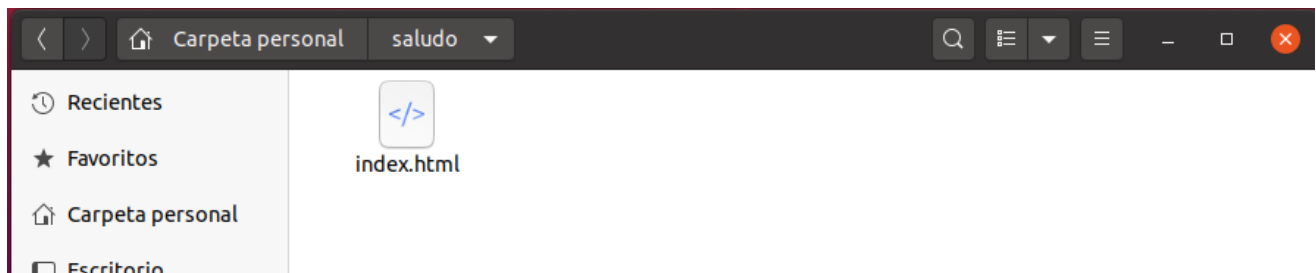 Carpeta personal saludo
Recientes
</>
index.html
Favoritos
Carpeta personal
Escritorio